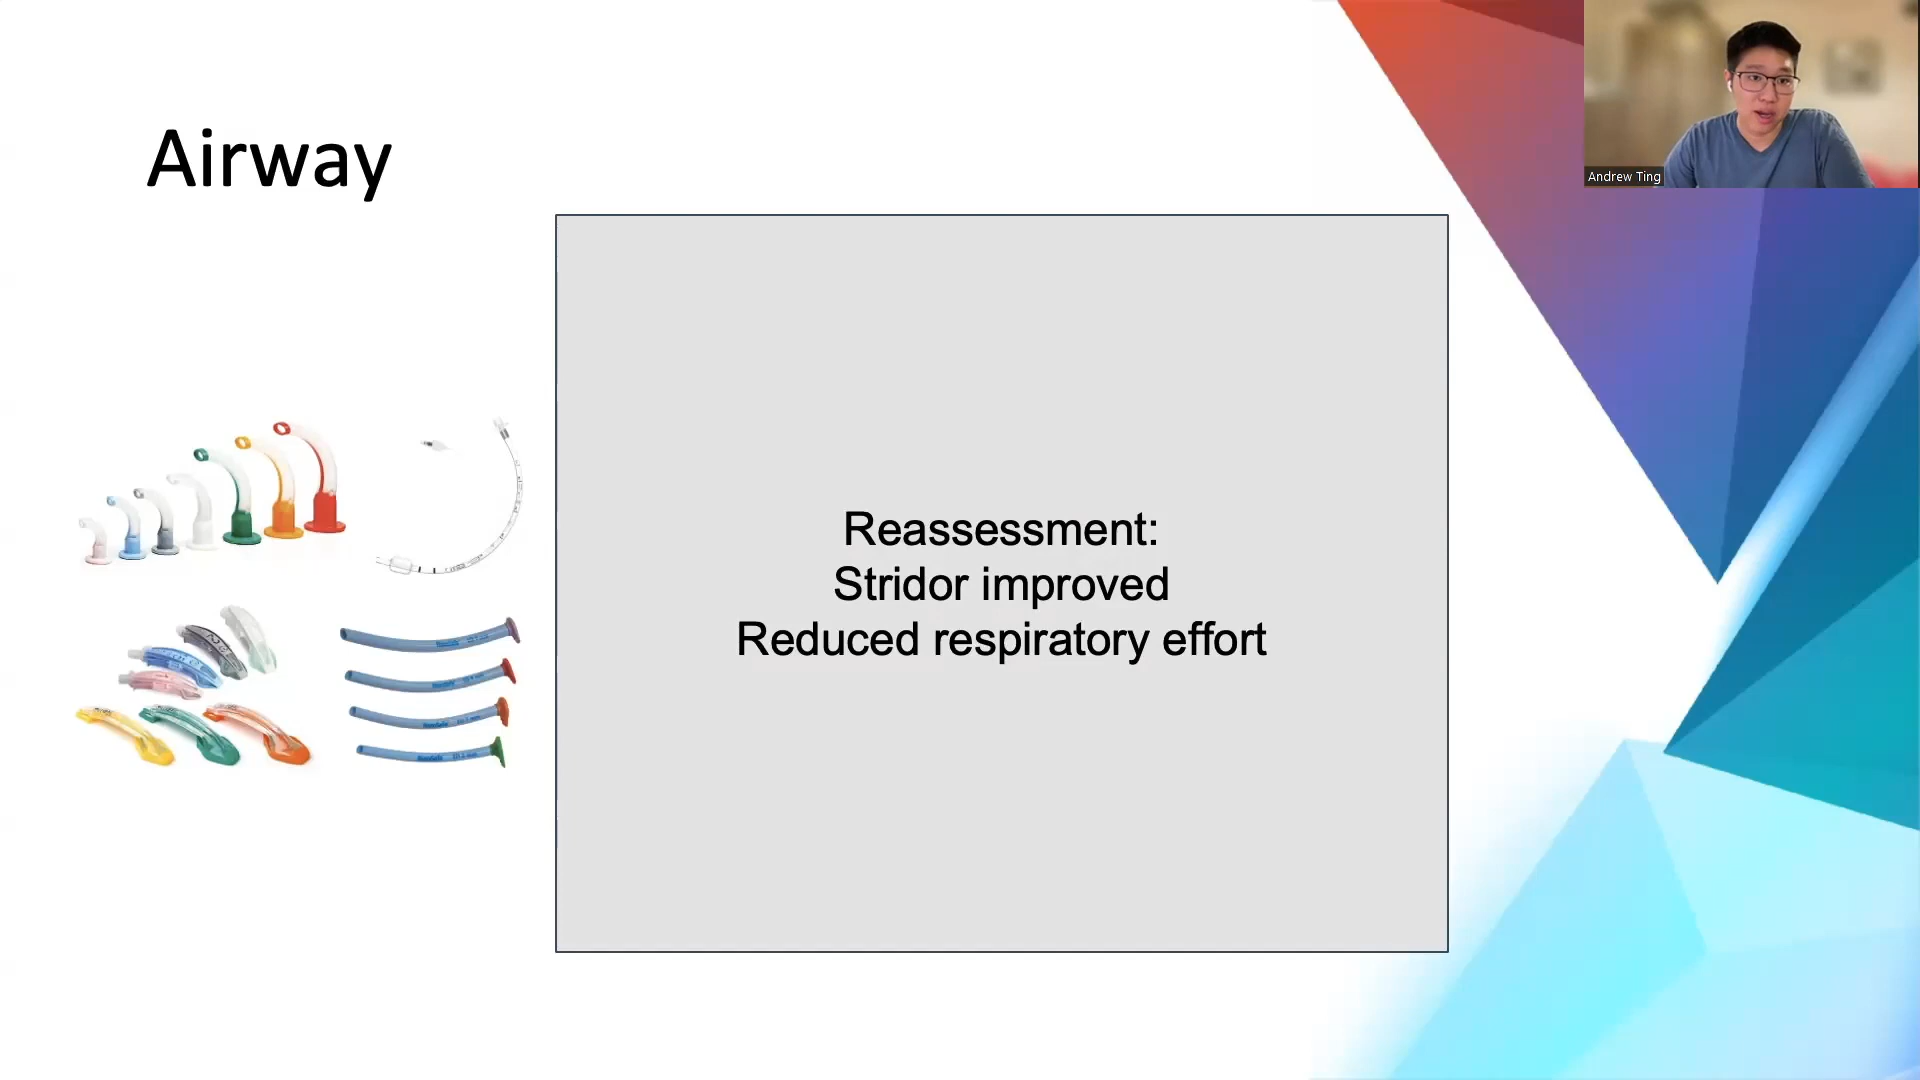 Andrew Ting
Airway
Reassessment:
Stridor improved
Reduced respiratory effort